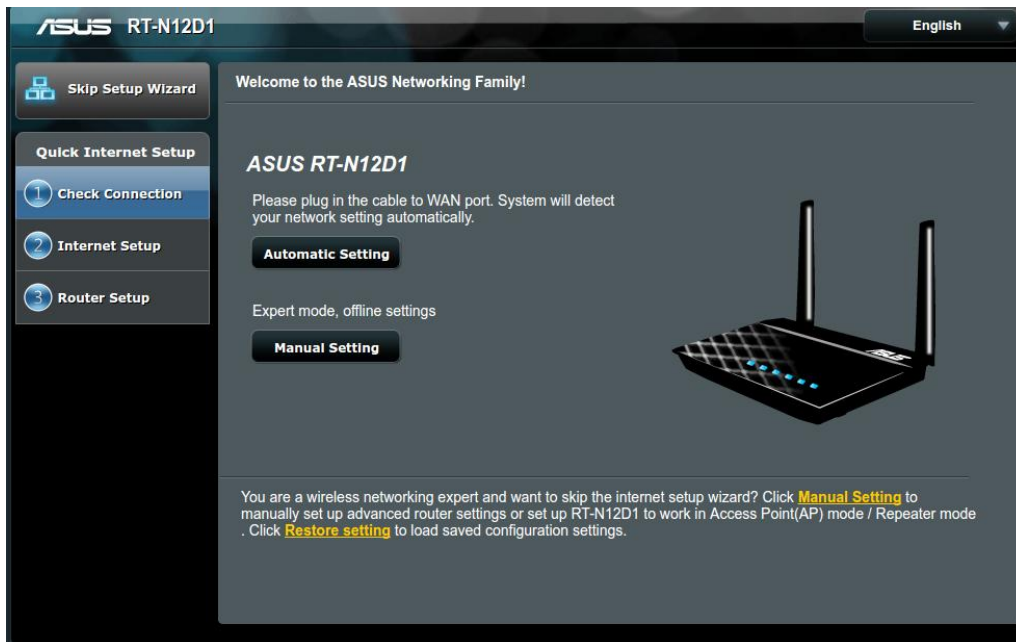 ASUS RT-N12D1
English
Skip Setup Wizard
Welcome to the ASUS Networking Family!
Quick Internet Setup
1 Check Connection
2 Internet Setup
3 Router Setup
ASUS RT-N12D1
Please plug in the cable to WAN port. System will detect
your network setting automatically.
Automatic Setting
Expert mode, offline settings
Manual Setting
ASUS
You are a wireless networking expert and want to skip the internet setup wizard? Click Manual Setting to
manually set up advanced router settings or set up RT-N12D1 to work in Access Point(AP) mode / Repeater mode
. Click Restore setting to load saved configuration settings.